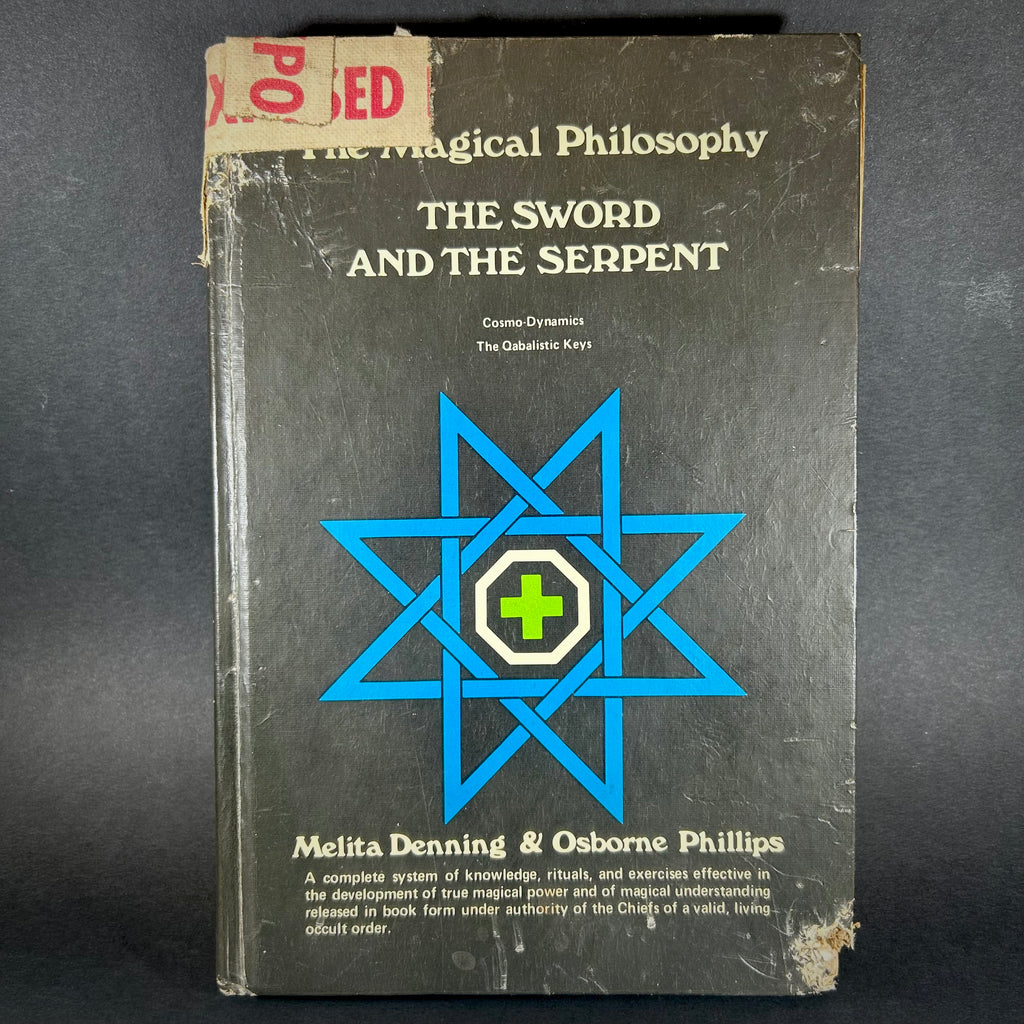 PO
SED
The Magical Philosophy
THE SWORD
AND THE SERPENT
Cosmo-Dynamics
The Qabalistic Keys
Melita Denning & Osborne Phillips
A complete system of knowledge, rituals, and exercises effective in
the development of true magical power and of magical understanding
released in book form under authority of the Chiefs of a valid, living
occult order.